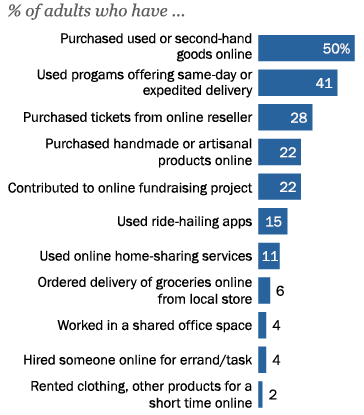 % of adults who have ...
Purchased used or second-hand
goods online
50%
Used progams offering same-day or
expedited delivery
41
Purchased tickets from online reseller
28
Purchased handmade or artisanal
products online
22
Contributed to online fundraising project
22
Used ride-hailing apps
15
Used online home-sharing services
11
Ordered delivery of groceries online
from local store
6
Worked in a shared office space
4
Hired someone online for errand/task
4
Rented clothing, other products for a
short time online
2